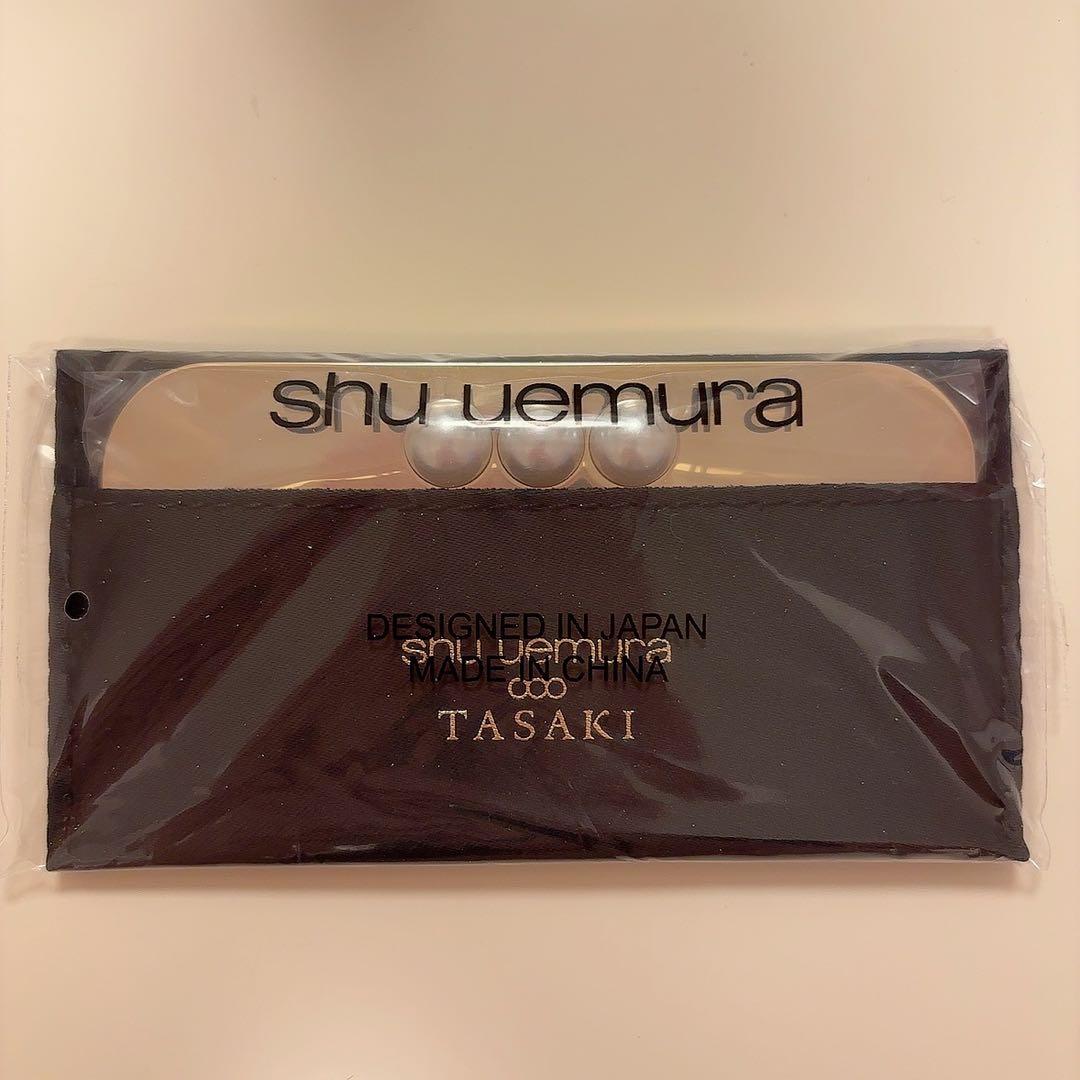 shu uemura
DESIGNED IN JAPAN
shu uemura
MADE IN CHINA
TASAKI